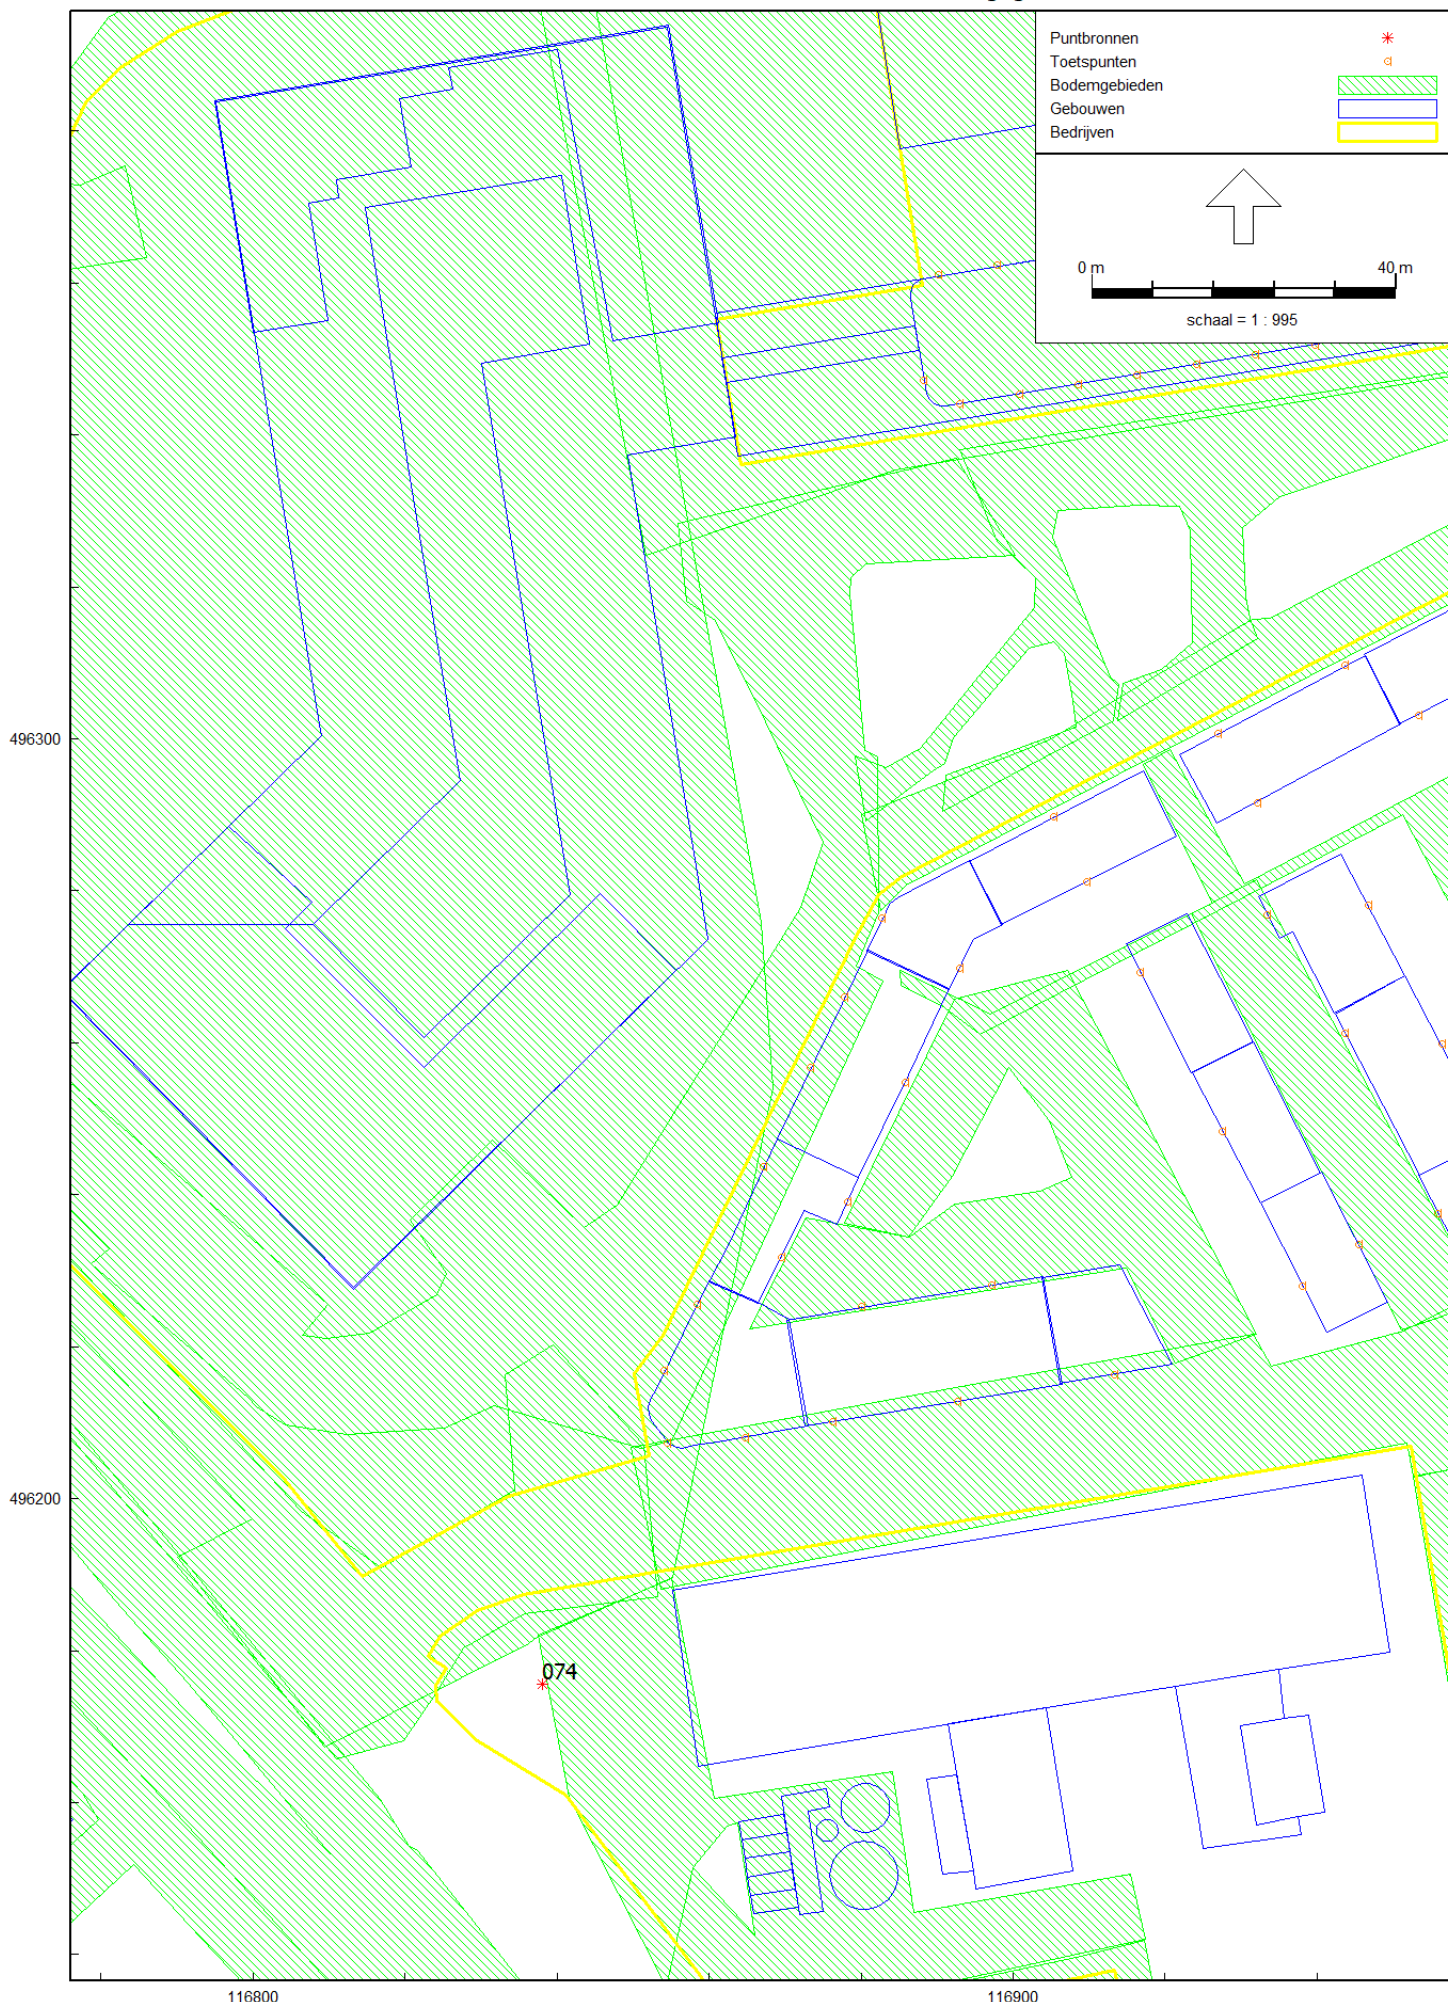 Puntbronnen
Toetspunten
Bodemgebieden
Gebouwen
Bedrijven
0 m 40 m
schaal = 1 : 995
496300
496200
074
116800 116900